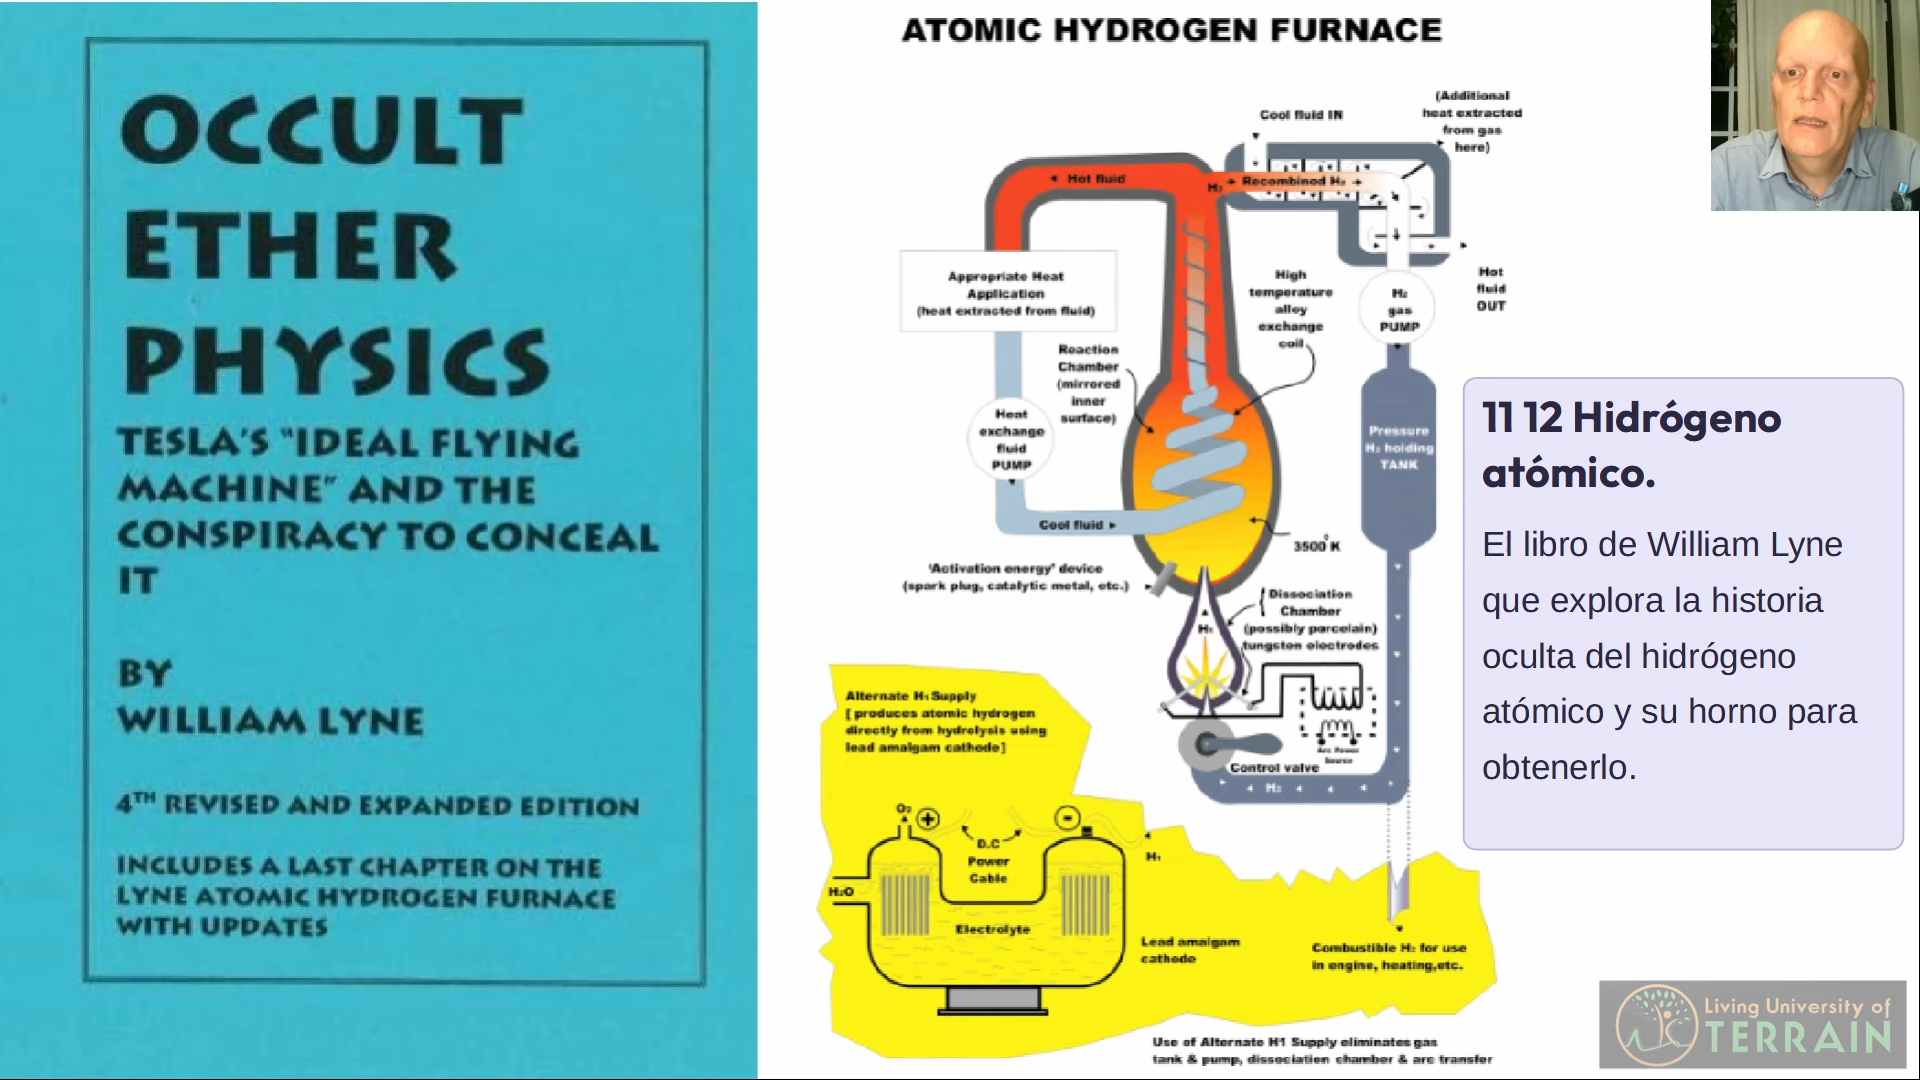 OCCULT
ETHER
PHYSICS
TESLA'S "IDEAL FLYING
MACHINE" AND THE
CONSPIRACY TO CONCEAL
IT
BY
WILLIAM LYNE
4TH REVISED AND EXPANDED EDITION
INCLUDES A LAST CHAPTER ON THE
LYNE ATOMIC HYDROGEN FURNACE
WITH UPDATES
ATOMIC HYDROGEN FURNACE
Cool fluid IN
(Additional
heat extracted
from gas
here)
Hot fluid
H₂
Recombined H₂
Appropriate Heat
Application
(heat extracted from fluid)
High
temperature
alloy
exchange
coil
H₂
gas
PUMP
Hot
fluid
OUT
Reaction
Chamber
(mirrored
inner
surface)
Heat
exchange
fluid
PUMP
Pressure
H₂ holding
TANK
Cool fluid
3500°K
'Activation energy' device
(spark plug, catalytic metal, etc.)
Dissociation
Chamber
(possibly porcelain)
tungsten electrodes
H₁
Arc Power
Source
Control valve
H₂
Alternate H₁ Supply
[ produces atomic hydrogen
directly from hydrolysis using
lead amalgam cathode]
O₂
+
-
D.C
Power
Cable
H₁
H₂O
Electrolyte
Lead amalgam
cathode
Combustible H₂ for use
in engine, heating,etc.
Use of Alternate H1 Supply eliminates gas
tank & pump, dissociation chamber & arc transfer
11 12 Hidrógeno
atómico.
El libro de William Lyne
que explora la historia
oculta del hidrógeno
atómico y su horno para
obtenerlo.
Living University of
TERRAIN